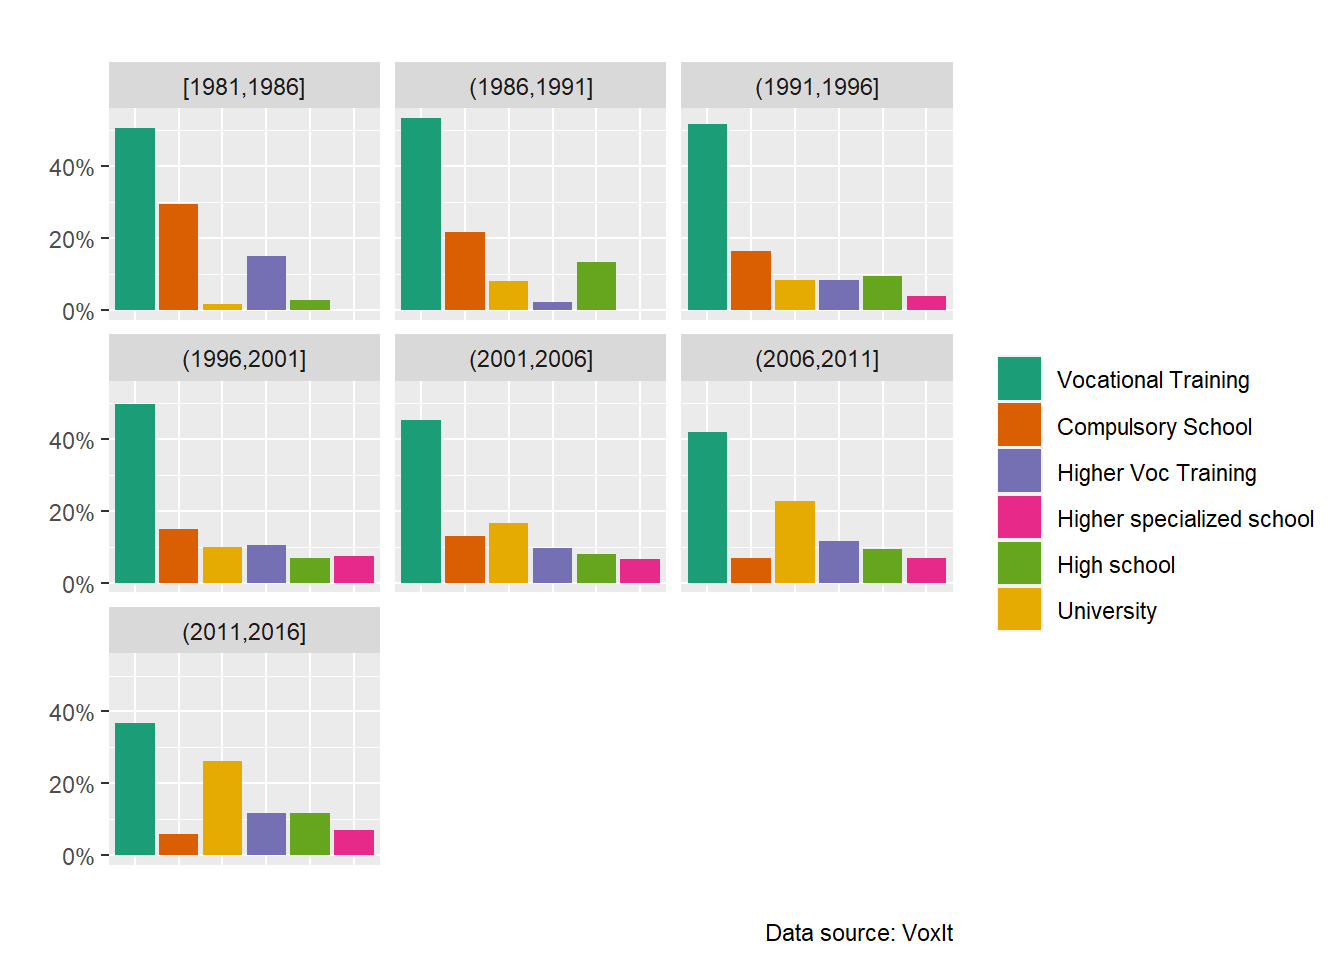 [1981,1986]
(1986,1991]
(1991,1996]
40%
20%
0%
(1996,2001]
(2001,2006]
(2006,2011]
40%
20%
0%
(2011,2016]
40%
20%
0%
Vocational Training
Compulsory School
Higher Voc Training
Higher specialized school
High school
University
Data source: VoxIt